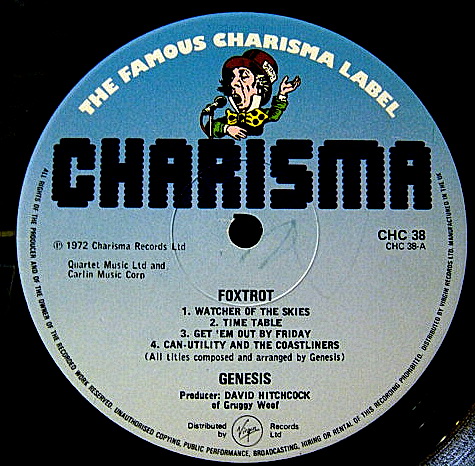 THE FAMOUS CHARISMA LABEL
CHARISMA
CHC 38
CHC 38-A
℗ 1972 Charisma Records Ltd
Quartet Music Ltd and
Carlin Music Corp
FOXTROT
1. WATCHER OF THE SKIES
2. TIME TABLE
3. GET 'EM OUT BY FRIDAY
4. CAN-UTILITY AND THE COASTLINERS
(All titles composed and arranged by Genesis)
GENESIS
Producer: DAVID HITCHCOCK
of Gruggy Woof
Distributed by Virgin Records Ltd
ALL RIGHTS OF THE PRODUCER AND OF THE OWNER OF THE RECORDED WORK RESERVED. UNAUTHORISED COPYING, PUBLIC PERFORMANCE, BROADCASTING, HIRING OR RENTAL OF THIS RECORDING PROHIBITED. DISTRIBUTED BY VIRGIN RECORDS LTD. MANUFACTURED IN THE UK